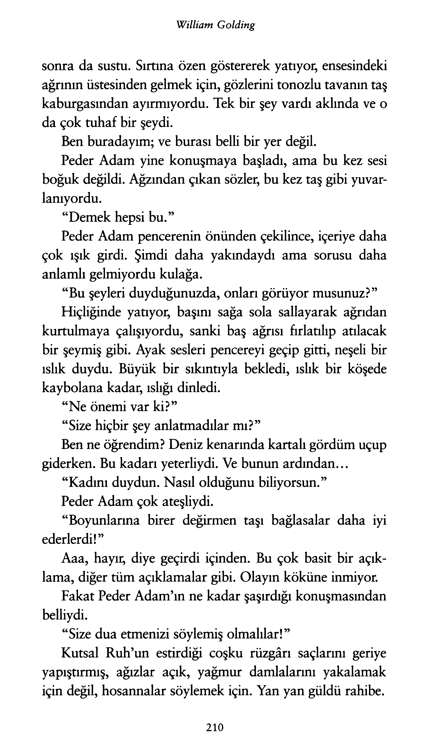 William Golding
sonra da sustu. Sırtına özen göstererek yatıyor, ensesindeki
ağrının üstesinden gelmek için, gözlerini tonozlu tavanın taş
kaburgasından ayırmıyordu. Tek bir şey vardı aklında ve o
da çok tuhaf bir şeydi.
Ben buradayım; ve burası belli bir yer değil.
Peder Adam yine konuşmaya başladı, ama bu kez sesi
boğuk değildi. Ağzından çıkan sözler, bu kez taş gibi yuvar-
lanıyordu.
“Demek hepsi bu.”
Peder Adam pencerenin önünden çekilince, içeriye daha
çok ışık girdi. Şimdi daha yakındaydı ama sorusu daha
anlamlı gelmiyordu kulağa.
“Bu şeyleri duyduğunuzda, onları görüyor musunuz?”
Hiçliğinde yatıyor, başını sağa sola sallayarak ağrıdan
kurtulmaya çalışıyordu, sanki baş ağrısı fırlatılıp atılacak
bir şeymiş gibi. Ayak sesleri pencereyi geçip gitti, neşeli bir
ıslık duydu. Büyük bir sıkıntıyla bekledi, ıslık bir köşede
kaybolana kadar, ıslığı dinledi.
“Ne önemi var ki?”
“Size hiçbir şey anlatmadılar mı?”
Ben ne öğrendim? Deniz kenarında kartalı gördüm uçup
giderken. Bu kadarı yeterliydi. Ve bunun ardından...
“Kadını duydun. Nasıl olduğunu biliyorsun.”
Peder Adam çok ateşliydi.
“Boyunlarına birer değirmen taşı bağlasalar daha iyi
ederlerdi!”
Aaa, hayır, diye geçirdi içinden. Bu çok basit bir açık-
lama, diğer tüm açıklamalar gibi. Olayın köküne inmiyor.
Fakat Peder Adam’ın ne kadar şaşırdığı konuşmasından
belliydi.
“Size dua etmenizi söylemiş olmalılar!”
Kutsal Ruh’un estirdiği coşku rüzgârı saçlarını geriye
yapıştırmış, ağızlar açık, yağmur damlalarını yakalamak
için değil, hosannalar söylemek için. Yan yan güldü rahibe.
210